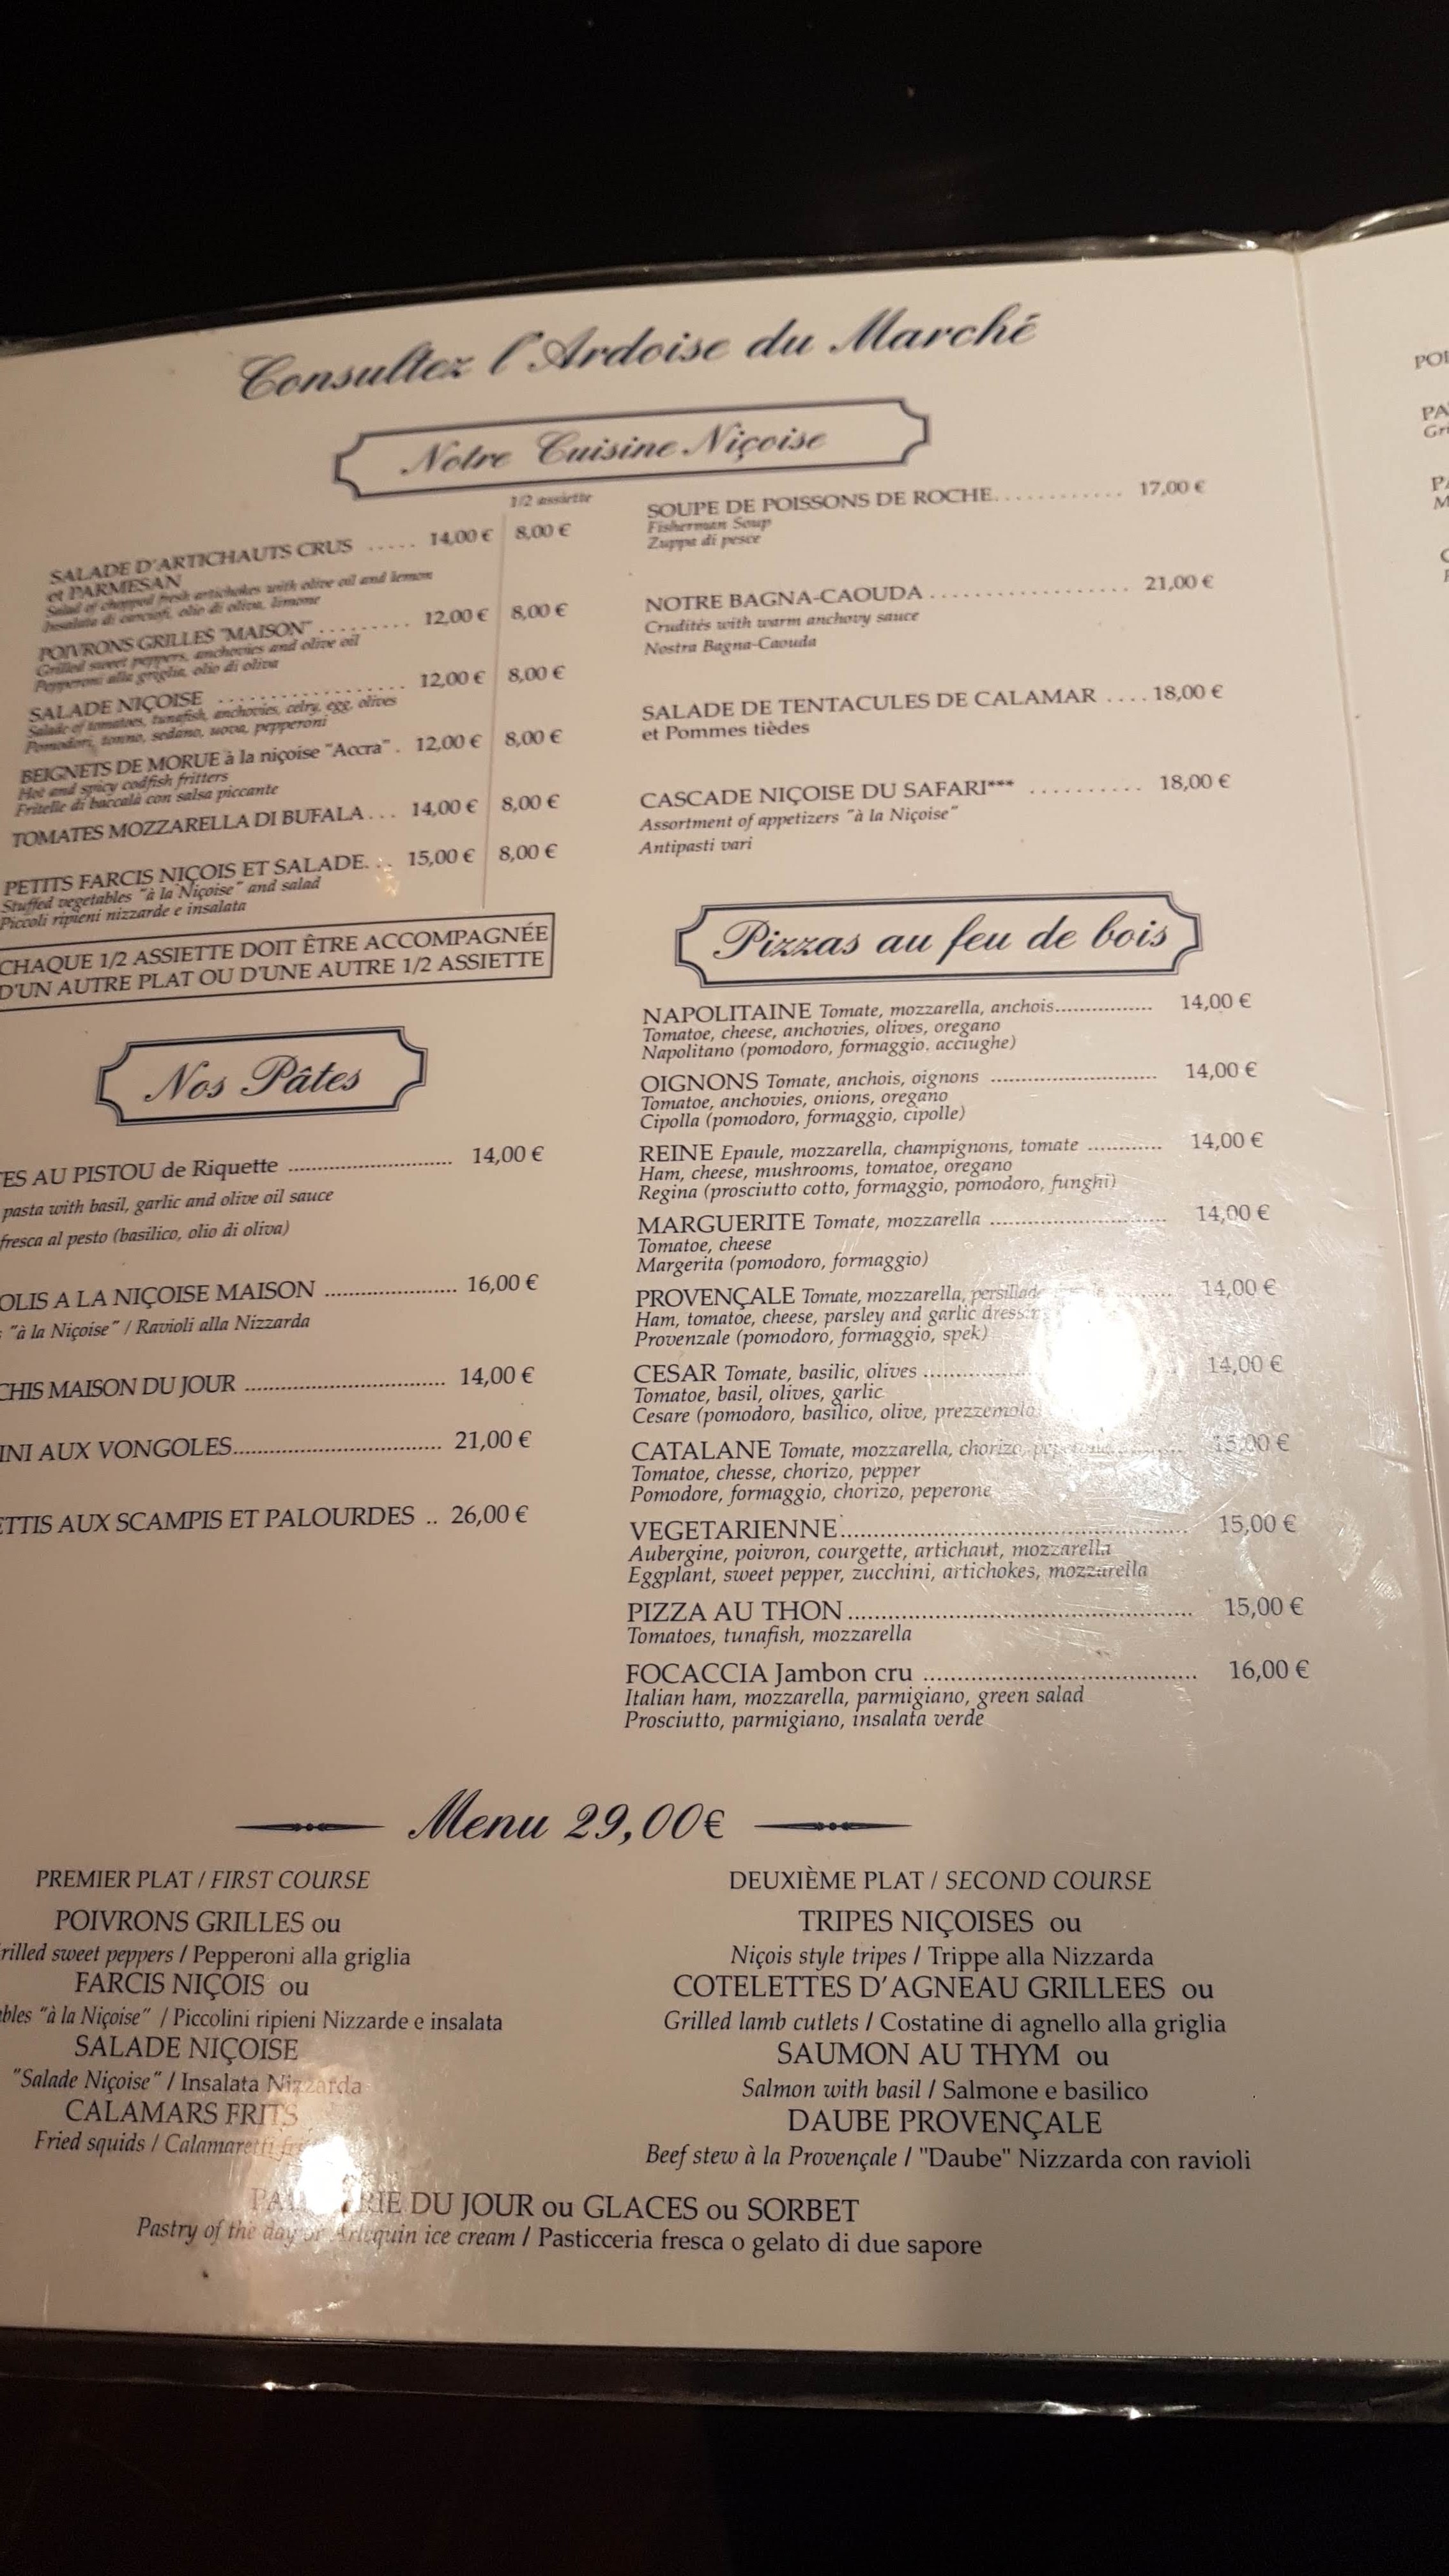 Consultez l'Ardoise du Marché
Notre Cuisine Niçoise
1/2 assiette
SALADE D'ARTICHAUTS CRUS ..... 14,00 € 8,00 €
et PARMESAN
Salad of chopped fresh artichokes with olive oil and lemon
Insalata di carciofi, olio di oliva, limone
POIVRONS GRILLES "MAISON" ......... 12,00 € 8,00 €
Grilled sweet peppers, anchovies and olive oil
Pepperoni alla griglia, olio di oliva
SALADE NIÇOISE .................. 12,00 € 8,00 €
Salade of tomatoes, tunafish, anchovies, celry, egg, olives
Pomodori, tonno, sedano, uova, pepperoni
BEIGNETS DE MORUE à la niçoise "Accra" . 12,00 € 8,00 €
Hot and spicy codfish fritters
Fritelle di baccalà con salsa piccante
TOMATES MOZZARELLA DI BUFALA... 14,00 € 8,00 €
PETITS FARCIS NIÇOIS ET SALADE... 15,00 € 8,00 €
Stuffed vegetables "à la Niçoise" and salad
Piccoli ripieni nizzarde e insalata
CHAQUE 1/2 ASSIETTE DOIT ÊTRE ACCOMPAGNÉE
D'UN AUTRE PLAT OU D'UNE AUTRE 1/2 ASSIETTE
Nos Pâtes
AU PISTOU de Riquette .............................. 14,00 €
pasta with basil, garlic and olive oil sauce
fresca al pesto (basilico, olio di oliva)
A LA NIÇOISE MAISON ........................ 16,00 €
"à la Niçoise" / Ravioli alla Nizzarda
MAISON DU JOUR .................................... 14,00 €
AUX VONGOLES...................................... 21,00 €
AUX SCAMPIS ET PALOURDES .. 26,00 €
SOUPE DE POISSONS DE ROCHE............. 17,00 €
Fisherman Soup
Zuppa di pesce
NOTRE BAGNA-CAOUDA ................... 21,00 €
Crudités with warm anchovy sauce
Nostra Bagna-Caouda
SALADE DE TENTACULES DE CALAMAR .... 18,00 €
et Pommes tièdes
CASCADE NIÇOISE DU SAFARI*** .......... 18,00 €
Assortment of appetizers "à la Niçoise"
Antipasti vari
Pizzas au feu de bois
NAPOLITAINE Tomate, mozzarella, anchois................. 14,00 €
Tomatoe, cheese, anchovies, olives, oregano
Napolitano (pomodoro, formaggio. acciughe)
OIGNONS Tomate, anchois, oignons ............................. 14,00 €
Tomatoe, anchovies, onions, oregano
Cipolla (pomodoro, formaggio, cipolle)
REINE Epaule, mozzarella, champignons, tomate ............. 14,00 €
Ham, cheese, mushrooms, tomatoe, oregano
Regina (prosciutto cotto, formaggio, pomodoro, funghi)
MARGUERITE Tomate, mozzarella ............................... 14,00 €
Tomatoe, cheese
Margerita (pomodoro, formaggio)
PROVENÇALE Tomate, mozzarella, persillade .......... 14,00 €
Ham, tomatoe, cheese, parsley and garlic
Provenzale (pomodoro, formaggio, spek)
CESAR Tomate, basilic, olives .............. 14,00 €
Tomatoe, basil, olives, garlic
Cesare (pomodoro, basilico, olive, prezzemolo
CATALANE Tomate, mozzarella, chorizo, .......... 15,00 €
Tomatoe, chesse, chorizo, pepper
Pomodore, formaggio, chorizo, peperone
VEGETARIENNE............................................................ 15,00 €
Aubergine, poivron, courgette, artichaut, mozzarella
Eggplant, sweet pepper, zucchini, artichokes, mozzarella
PIZZA AU THON............................................................ 15,00 €
Tomatoes, tunafish, mozzarella
FOCACCIA Jambon cru ............................................... 16,00 €
Italian ham, mozzarella, parmigiano, green salad
Prosciutto, parmigiano, insalata verde
Menu 29,00€
PREMIER PLAT / FIRST COURSE
POIVRONS GRILLES ou
sweet peppers / Pepperoni alla griglia
FARCIS NIÇOIS ou
"à la Niçoise" / Piccolini ripieni Nizzarde e insalata
SALADE NIÇOISE
"Salade Niçoise" / Insalata Nizzarda
CALAMARS FRITS
Fried squids / Calamaretti
DEUXIÈME PLAT / SECOND COURSE
TRIPES NIÇOISES ou
Niçois style tripes / Trippe alla Nizzarda
COTELETTES D'AGNEAU GRILLEES ou
Grilled lamb cutlets / Costatine di agnello alla griglia
SAUMON AU THYM ou
Salmon with basil / Salmone e basilico
DAUBE PROVENÇALE
Beef stew à la Provençale / "Daube" Nizzarda con ravioli
DU JOUR ou GLACES ou SORBET
Pastry of the day or Arlequin ice cream / Pasticceria fresca o gelato di due sapore